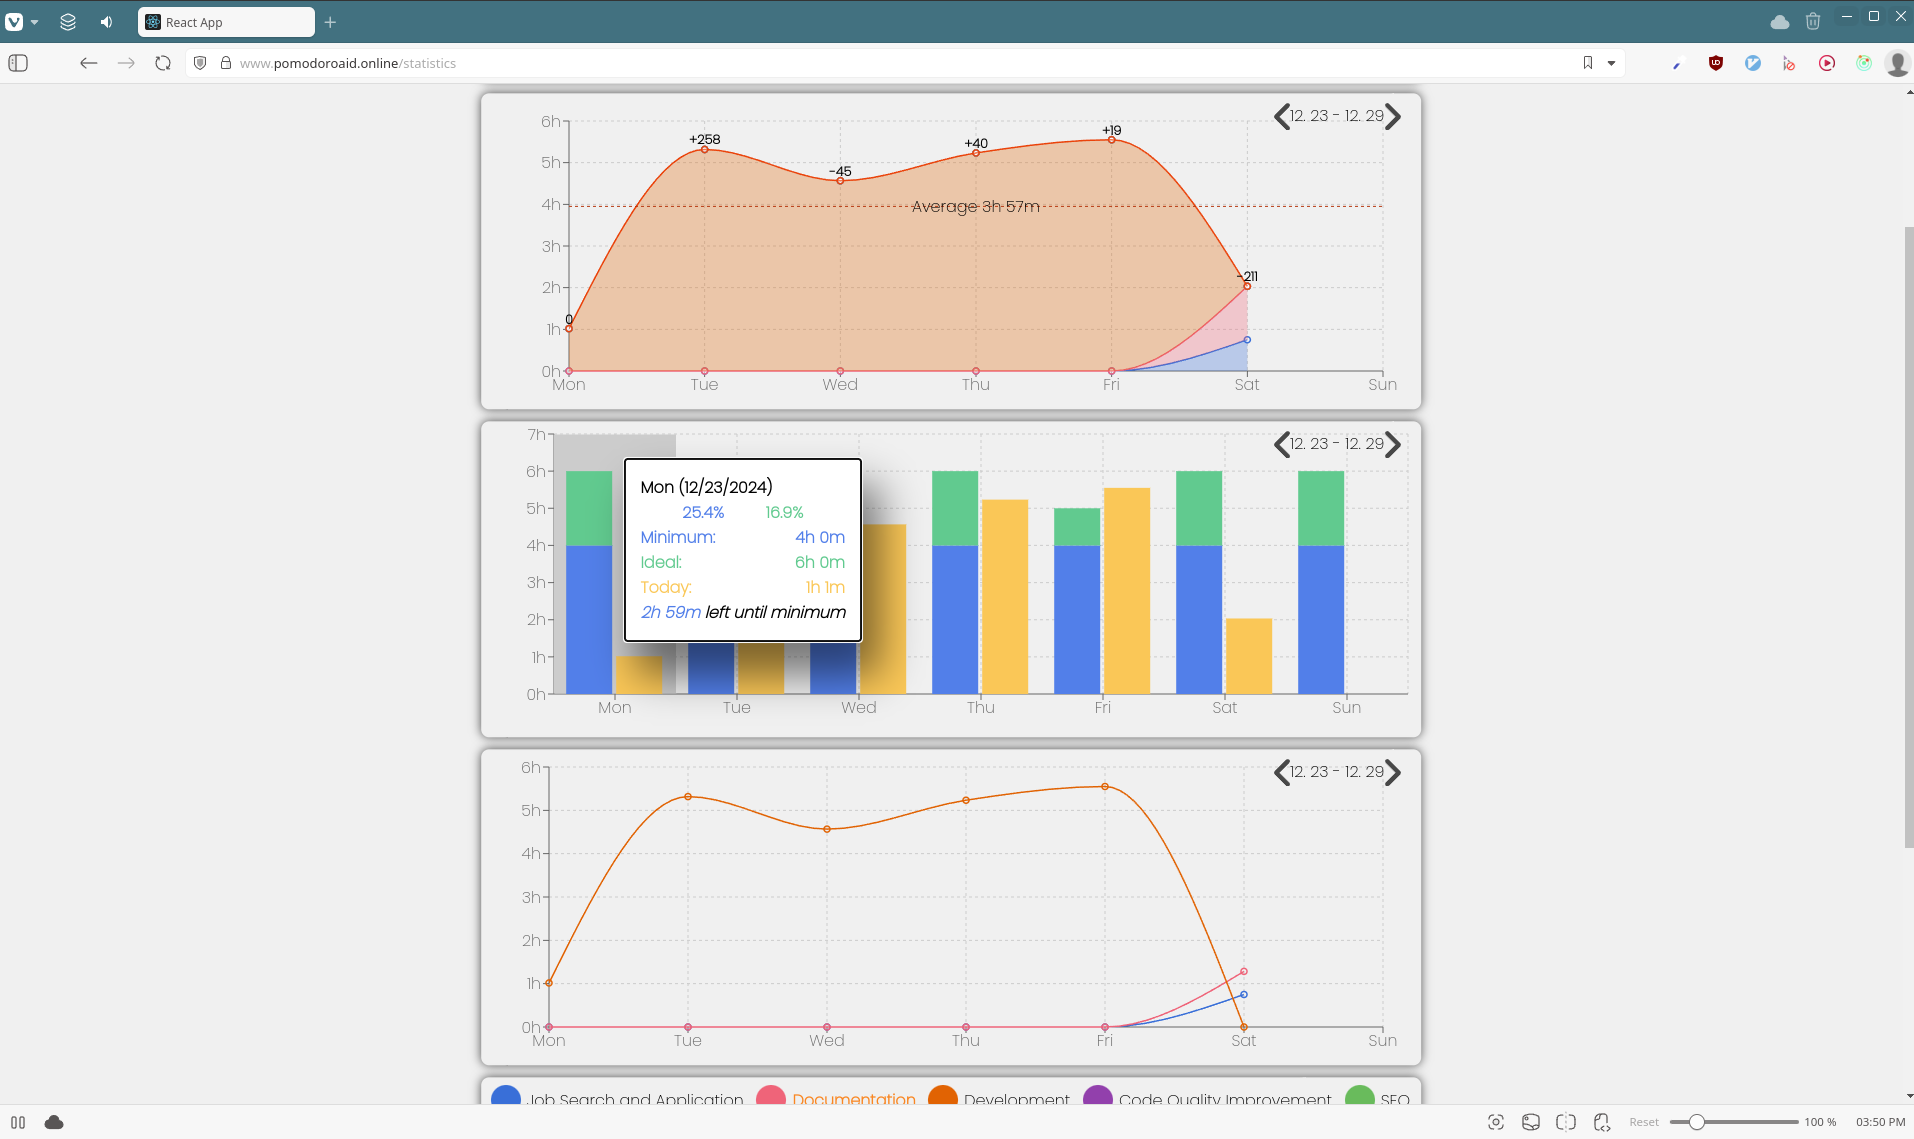 React App
www.pomodoroaid.online/statistics
12. 23 - 12. 29
6h
5h
4h
3h
2h
1h
0h
0
+258
-45
+40
+19
-211
Average 3h 57m
Mon Tue Wed Thu Fri Sat Sun
12. 23 - 12. 29
7h
6h
5h
4h
3h
2h
1h
0h
Mon (12/23/2024)
25.4% 16.9%
Minimum: 4h 0m
Ideal: 6h 0m
Today: 1h 1m
2h 59m left until minimum
Mon Tue Wed Thu Fri Sat Sun
12. 23 - 12. 29
6h
5h
4h
3h
2h
1h
0h
Mon Tue Wed Thu Fri Sat Sun
Job Search and Application Documentation Development Code Quality Improvement SEO
Reset 100 % 03:50 PM